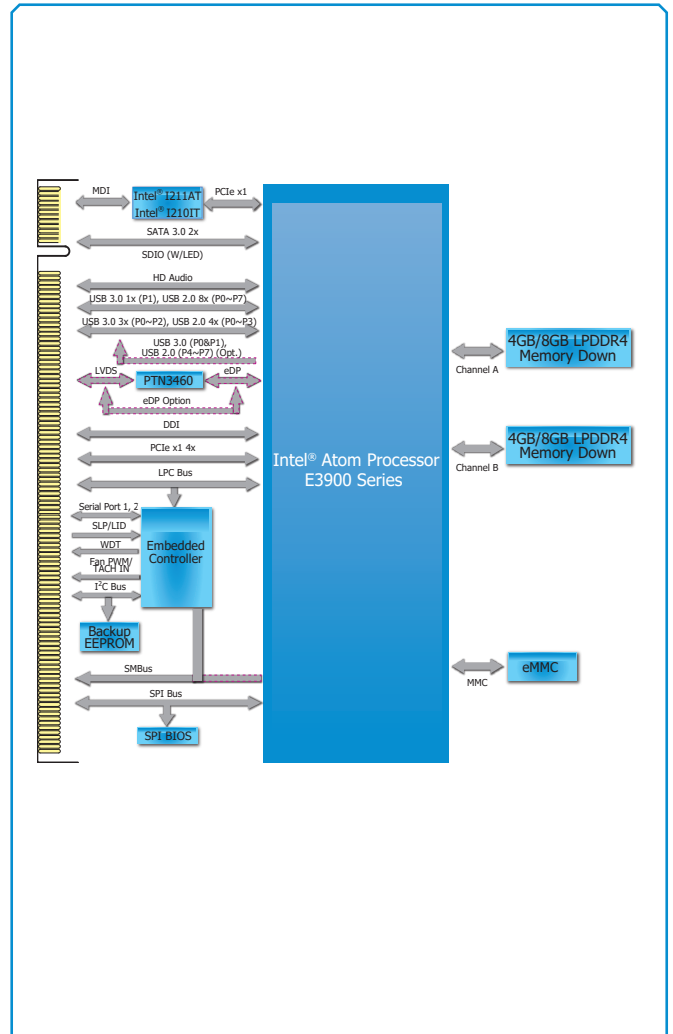 MDI
Intel® I211AT
Intel® I210IT
PCIe x1
SATA 3.0 2x
SDIO (W/LED)
HD Audio
USB 3.0 1x (P1), USB 2.0 8x (P0~P7)
USB 3.0 3x (P0~P2), USB 2.0 4x (P0~P3)
USB 3.0 (P0&P1),
USB 2.0 (P4~P7) (Opt.)
LVDS
PTN3460
eDP
eDP Option
DDI
PCIe x1 4x
LPC Bus
Serial Port 1, 2
SLP/LID
WDT
Fan PWM/
TACH IN
I²C Bus
Embedded
Controller
Backup
EEPROM
SMBus
SPI Bus
SPI BIOS
Intel® Atom Processor
E3900 Series
4GB/8GB LPDDR4
Memory Down
Channel A
4GB/8GB LPDDR4
Memory Down
Channel B
eMMC
MMC